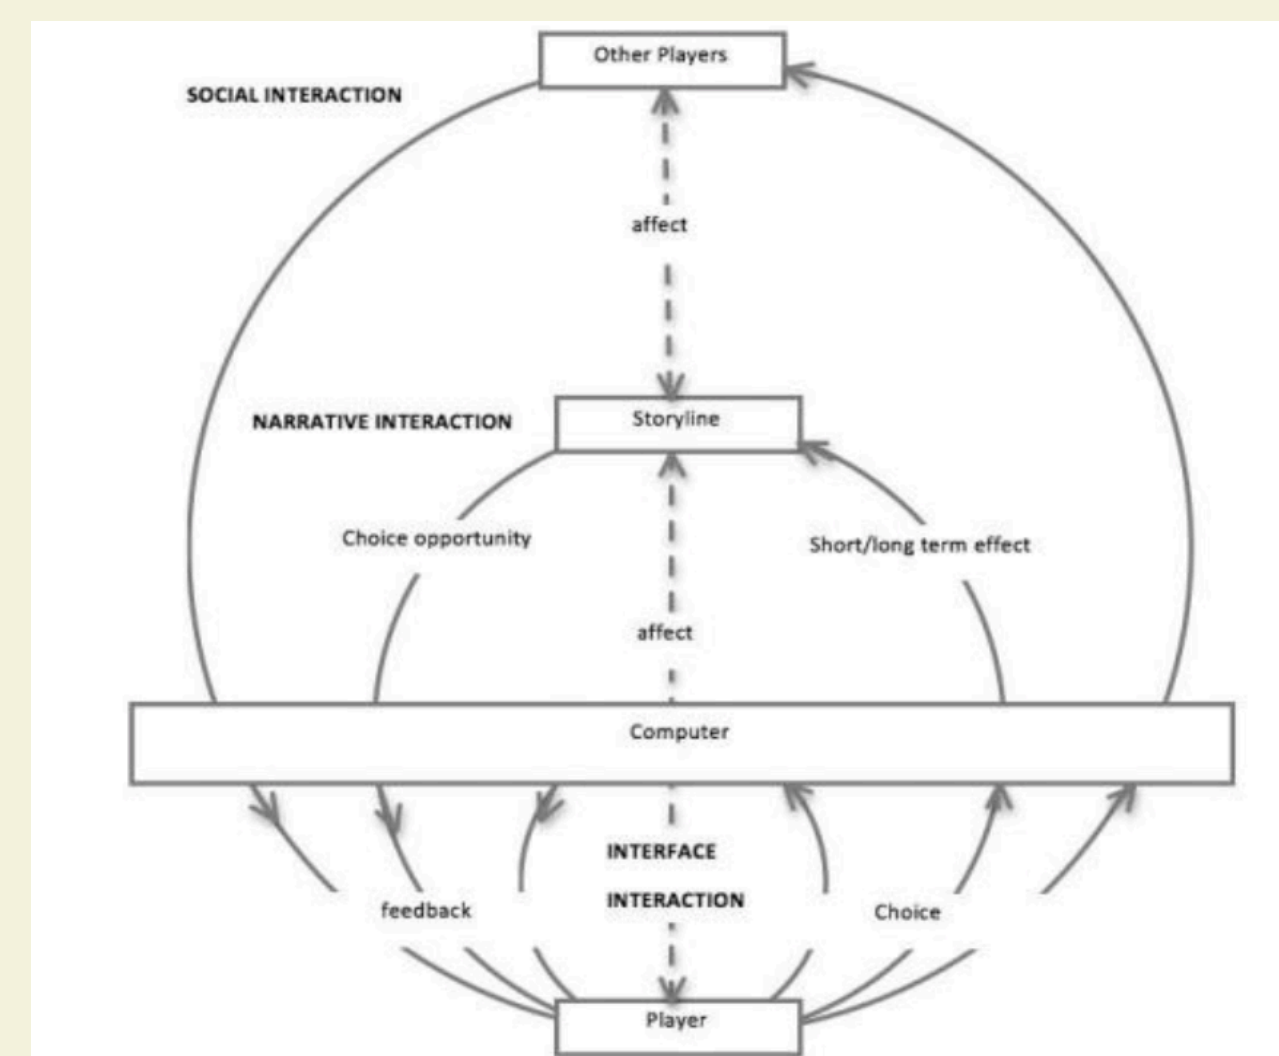 Other Players
SOCIAL INTERACTION
affect
NARRATIVE INTERACTION
Storyline
Choice opportunity
Short/long term effect
affect
Computer
INTERFACE
INTERACTION
feedback
Choice
Player